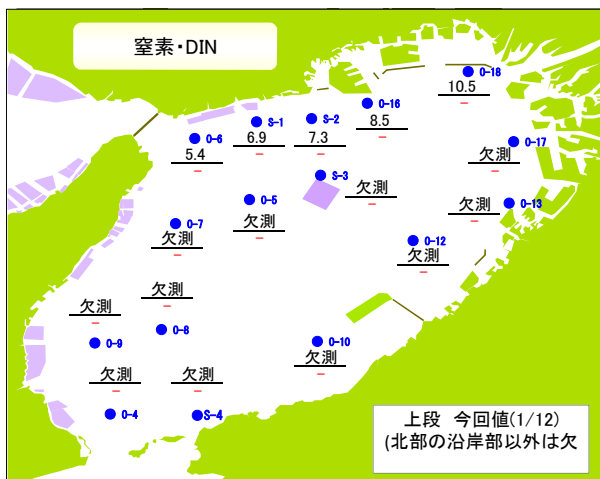 窒素・DIN
O-18
10.5
－
O-16
8.5
－
S-2
7.3
－
S-1
6.9
－
O-6
5.4
－
O-17
欠測
－
S-3
欠測
－
O-13
欠測
－
O-5
欠測
－
O-7
欠測
－
O-12
欠測
－
欠測
－
O-8
欠測
－
O-9
O-10
欠測
－
欠測
－
O-4
欠測
－
S-4
上段 今回値(1/12)
(北部の沿岸部以外は欠